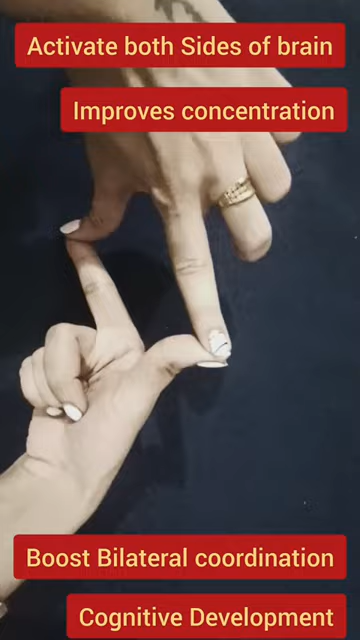 Activate both Sides of brain
Improves concentration
Boost Bilateral coordination
Cognitive Development